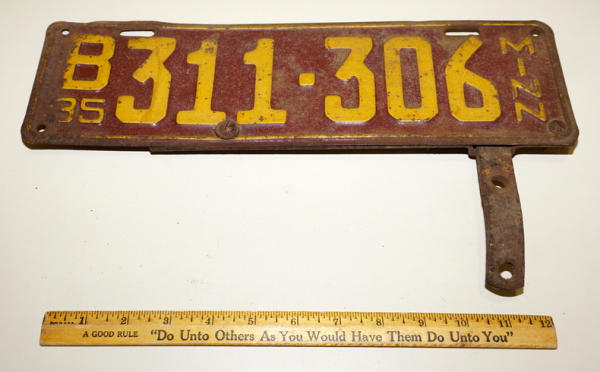 B 311·306 MINN
35
1 2 3 4 5 6 7 8 9 10 11 12
A GOOD RULE "Do Unto Others As You Would Have Them Do Unto You"